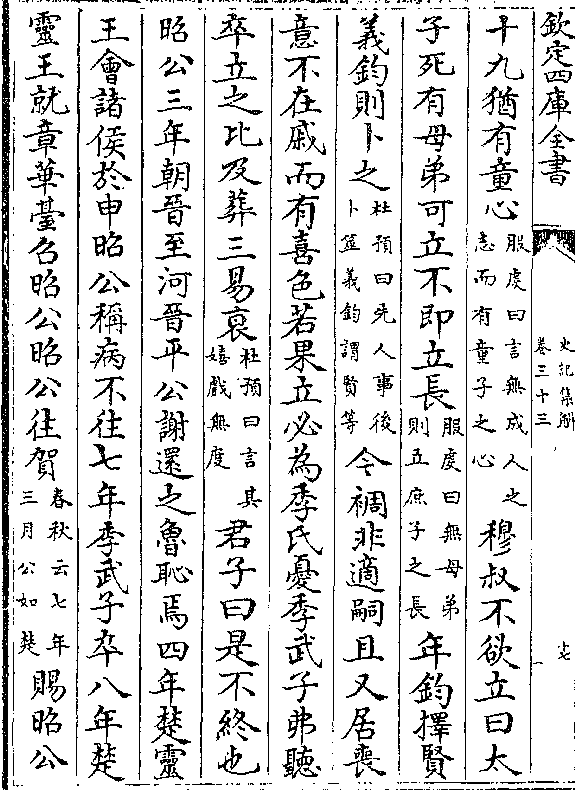 欽定四庫全書
史記集解
卷三十三
十九猶有童心服虔曰言無成人之志而有童子之心穆叔不欲立曰太
子死有母弟可立不即立長服虔曰無母弟則立庶子之長年鈞擇賢
義鈞則卜之杜預曰先人事後卜筮義鈞謂賢等今裯非適嗣且又居喪
意不在戚而有喜色若果立必為季氏憂季武子弗聽
卒立之比及葬三易衰杜預曰言其嬉戲無度君子曰是不終也
昭公三年朝晉至河晉平公謝還之魯恥焉四年楚靈
王會諸侯於申昭公稱病不往七年季武子卒八年楚
靈王就章華臺召昭公昭公往賀春秋云七年三月公如楚賜昭公